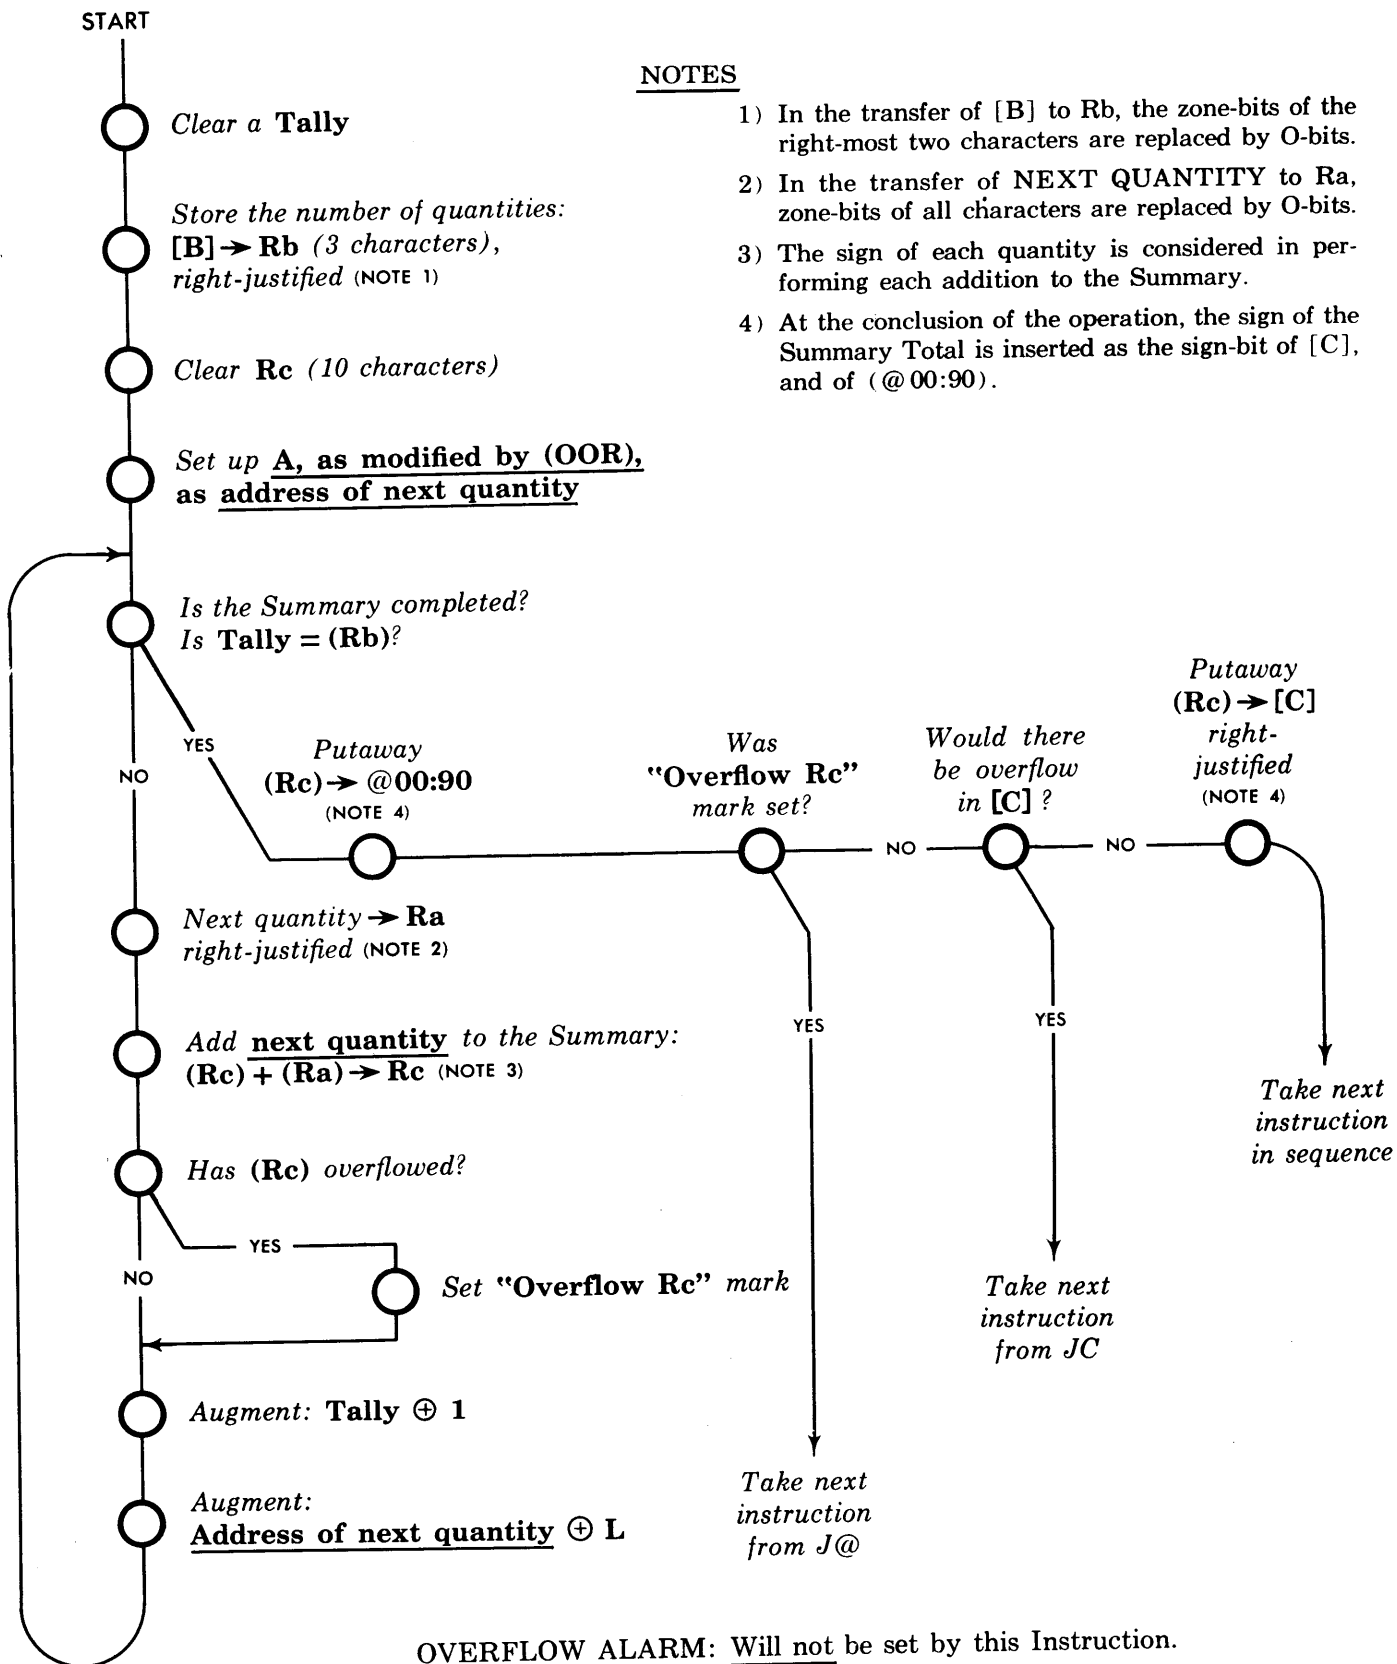 START
NOTES
1) In the transfer of [B] to Rb, the zone-bits of the
right-most two characters are replaced by O-bits.
2) In the transfer of NEXT QUANTITY to Ra,
zone-bits of all characters are replaced by O-bits.
3) The sign of each quantity is considered in per-
forming each addition to the Summary.
4) At the conclusion of the operation, the sign of the
Summary Total is inserted as the sign-bit of [C],
and of (@ 00:90).
Clear a Tally
Store the number of quantities:
[B] → Rb (3 characters),
right-justified (NOTE 1)
Clear Rc (10 characters)
Set up A, as modified by (OOR),
as address of next quantity
Is the Summary completed?
Is Tally = (Rb)?
YES
NO
Putaway
(Rc) → @00:90
(NOTE 4)
Was
"Overflow Rc"
mark set?
NO
Would there
be overflow
in [C] ?
NO
Putaway
(Rc) → [C]
right-
justified
(NOTE 4)
Next quantity → Ra
right-justified (NOTE 2)
Add next quantity to the Summary:
(Rc) + (Ra) → Rc (NOTE 3)
YES
YES
Take next
instruction
in sequence
Has (Rc) overflowed?
YES
NO
Set "Overflow Rc" mark
Take next
instruction
from JC
Augment: Tally ⊕ 1
Augment:
Address of next quantity ⊕ L
Take next
instruction
from J@
OVERFLOW ALARM: Will not be set by this Instruction.